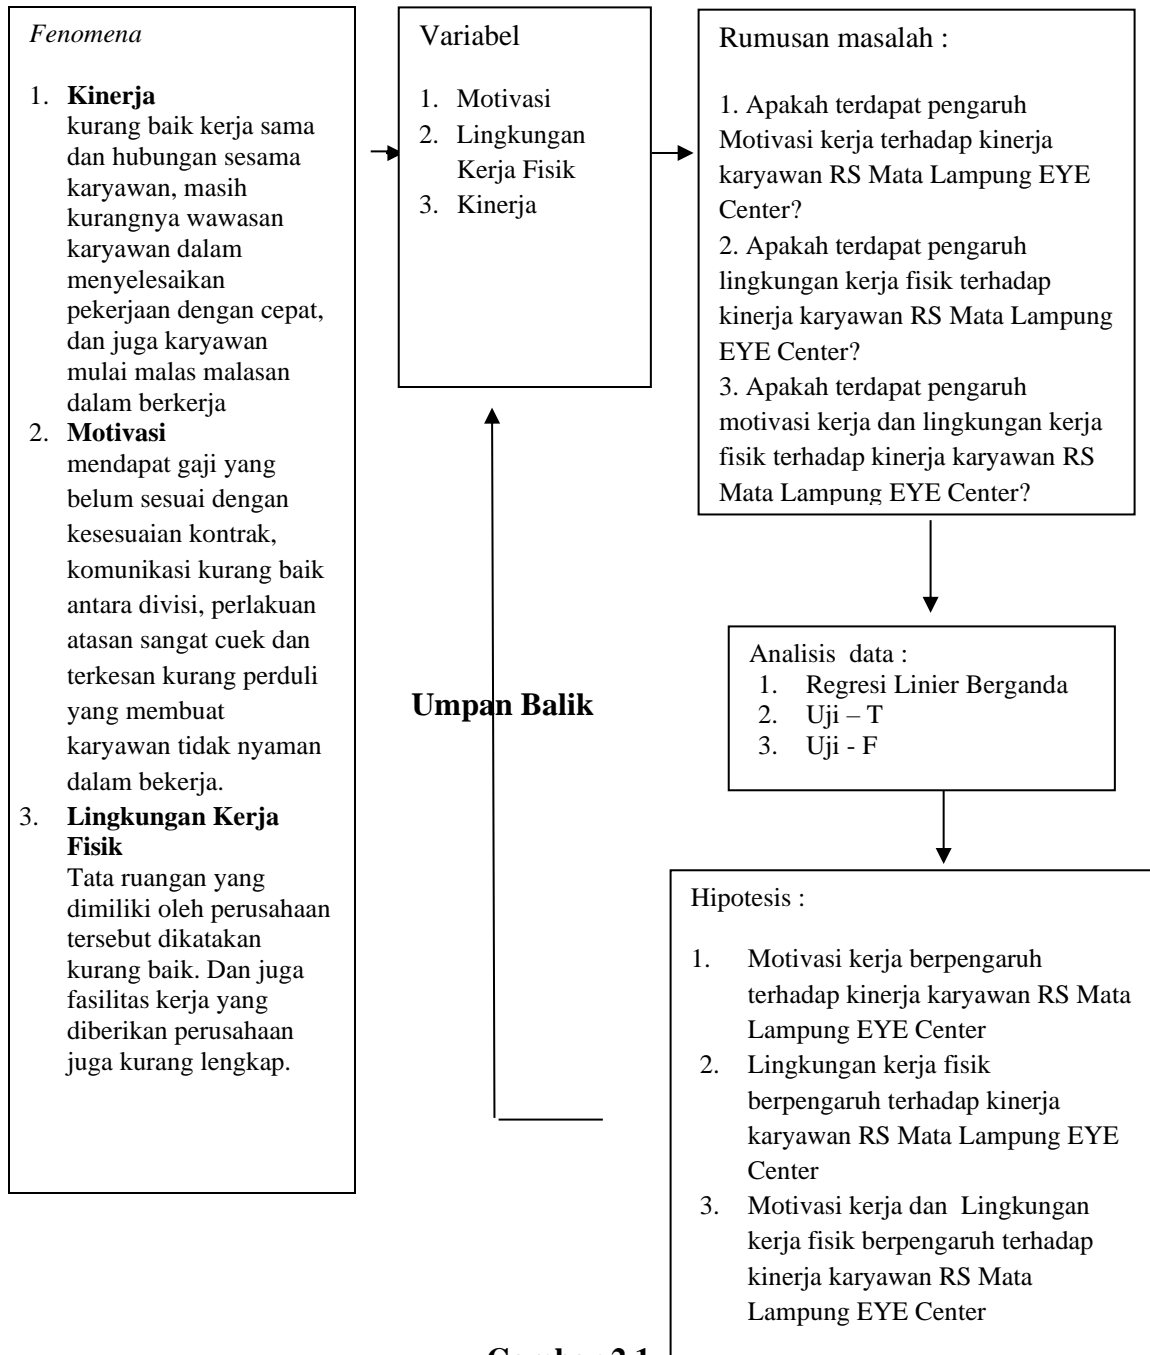 Fenomena
1. Kinerja
kurang baik kerja sama
dan hubungan sesama
karyawan, masih
kurangnya wawasan
karyawan dalam
menyelesaikan
pekerjaan dengan cepat,
dan juga karyawan
mulai malas malasan
dalam berkerja
2. Motivasi
mendapat gaji yang
belum sesuai dengan
kesesuaian kontrak,
komunikasi kurang baik
antara divisi, perlakuan
atasan sangat cuek dan
terkesan kurang perduli
yang membuat
karyawan tidak nyaman
dalam bekerja.
3. Lingkungan Kerja
Fisik
Tata ruangan yang
dimiliki oleh perusahaan
tersebut dikatakan
kurang baik. Dan juga
fasilitas kerja yang
diberikan perusahaan
juga kurang lengkap.
Variabel
1. Motivasi
2. Lingkungan
Kerja Fisik
3. Kinerja
Rumusan masalah :
1. Apakah terdapat pengaruh
Motivasi kerja terhadap kinerja
karyawan RS Mata Lampung EYE
Center?
2. Apakah terdapat pengaruh
lingkungan kerja fisik terhadap
kinerja karyawan RS Mata Lampung
EYE Center?
3. Apakah terdapat pengaruh
motivasi kerja dan lingkungan kerja
fisik terhadap kinerja karyawan RS
Mata Lampung EYE Center?
Analisis data :
1. Regresi Linier Berganda
2. Uji – T
3. Uji - F
Umpan Balik
Hipotesis :
1. Motivasi kerja berpengaruh
terhadap kinerja karyawan RS Mata
Lampung EYE Center
2. Lingkungan kerja fisik
berpengaruh terhadap kinerja
karyawan RS Mata Lampung EYE
Center
3. Motivasi kerja dan Lingkungan
kerja fisik berpengaruh terhadap
kinerja karyawan RS Mata
Lampung EYE Center
Gambar 2.1